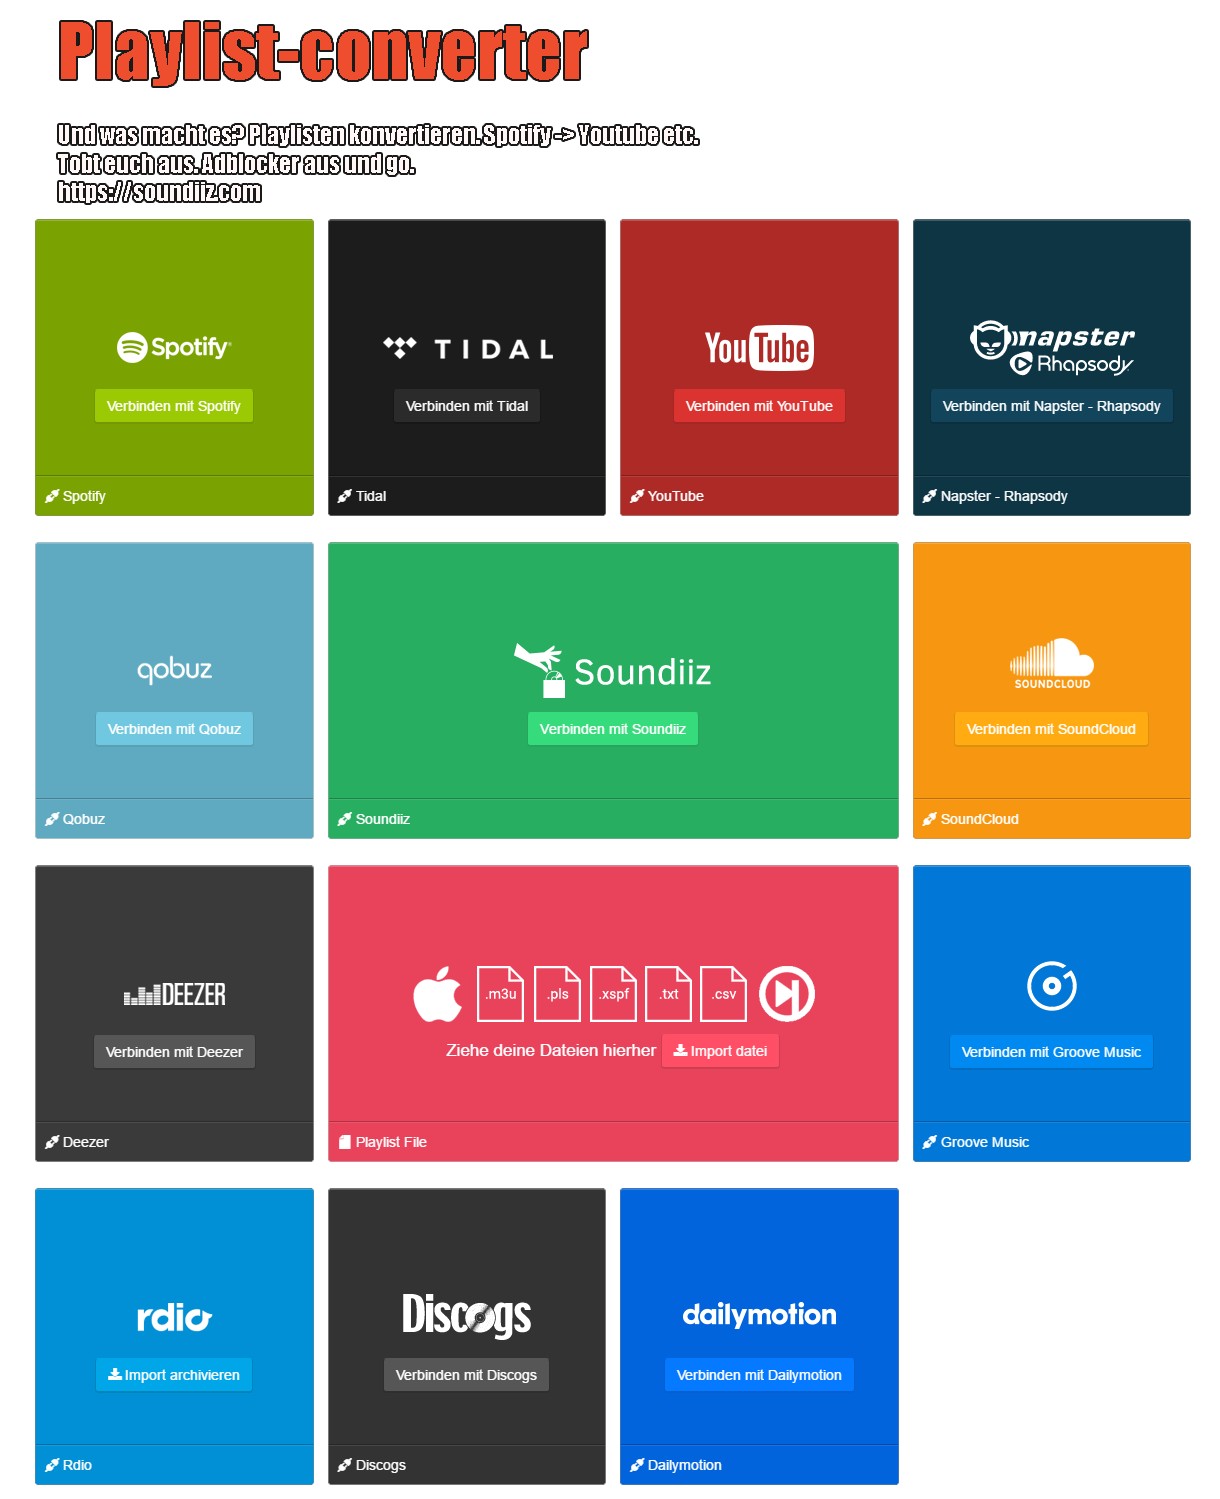 Playlist-converter
Und was macht es? Playlisten konvertieren. Spotify -> Youtube etc.
Tobt euch aus. Adblocker aus und go.
https://soundiiz.com
Spotify
Verbinden mit Spotify
Spotify
TIDAL
Verbinden mit Tidal
Tidal
YouTube
Verbinden mit YouTube
YouTube
napster
Rhapsody
Verbinden mit Napster - Rhapsody
Napster - Rhapsody
qobuz
Verbinden mit Qobuz
Qobuz
Soundiiz
Verbinden mit Soundiiz
Soundiiz
SOUNDCLOUD
Verbinden mit SoundCloud
SoundCloud
DEEZER
Verbinden mit Deezer
Deezer
.m3u .pls .xspf .txt .csv
Ziehe deine Dateien hierher Import datei
Playlist File
Verbinden mit Groove Music
Groove Music
rdio
Import archivieren
Rdio
Discogs
Verbinden mit Discogs
Discogs
dailymotion
Verbinden mit Dailymotion
Dailymotion